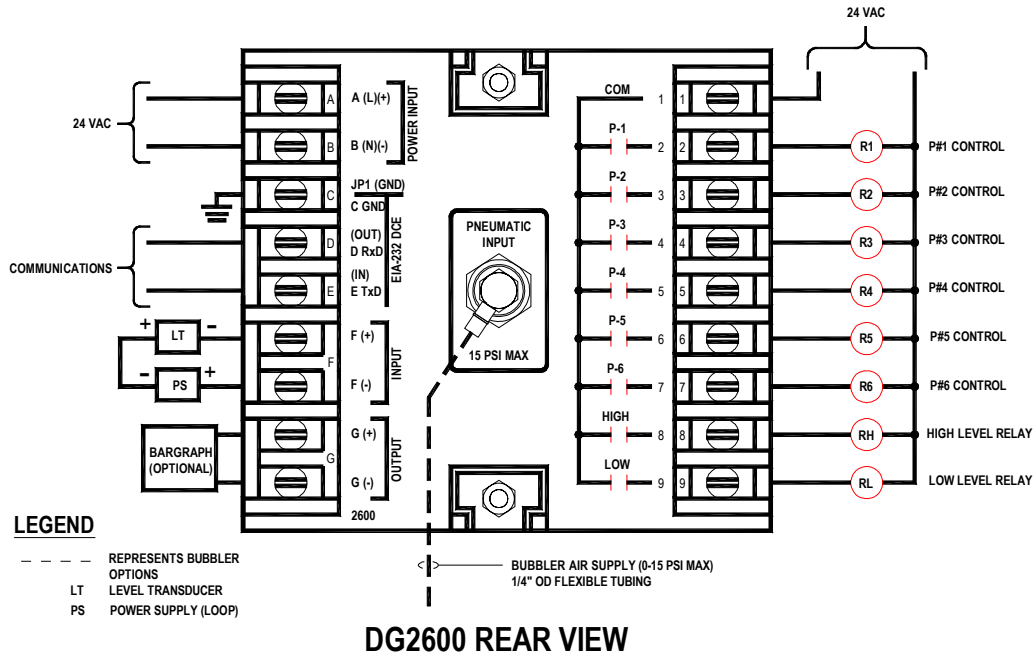 24 VAC
24 VAC
A
A (L)(+)
B
B (N)(-)
POWER INPUT
C
JP1 (GND)
C GND
COMMUNICATIONS
D
(OUT)
D RxD
(IN)
E
E TxD
EIA-232 DCE
+ LT -
- PS +
F
F (+)
F (-)
INPUT
BARGRAPH
(OPTIONAL)
G
G (+)
G (-)
OUTPUT
2600
PNEUMATIC
INPUT
15 PSI MAX
COM 1 1
P-1 2 2 R1 P#1 CONTROL
P-2 3 3 R2 P#2 CONTROL
P-3 4 4 R3 P#3 CONTROL
P-4 5 5 R4 P#4 CONTROL
P-5 6 6 R5 P#5 CONTROL
P-6 7 7 R6 P#6 CONTROL
HIGH 8 8 RH HIGH LEVEL RELAY
LOW 9 9 RL LOW LEVEL RELAY
LEGEND
REPRESENTS BUBBLER
OPTIONS
LT LEVEL TRANSDUCER
PS POWER SUPPLY (LOOP)
BUBBLER AIR SUPPLY (0-15 PSI MAX)
1/4" OD FLEXIBLE TUBING
DG2600 REAR VIEW